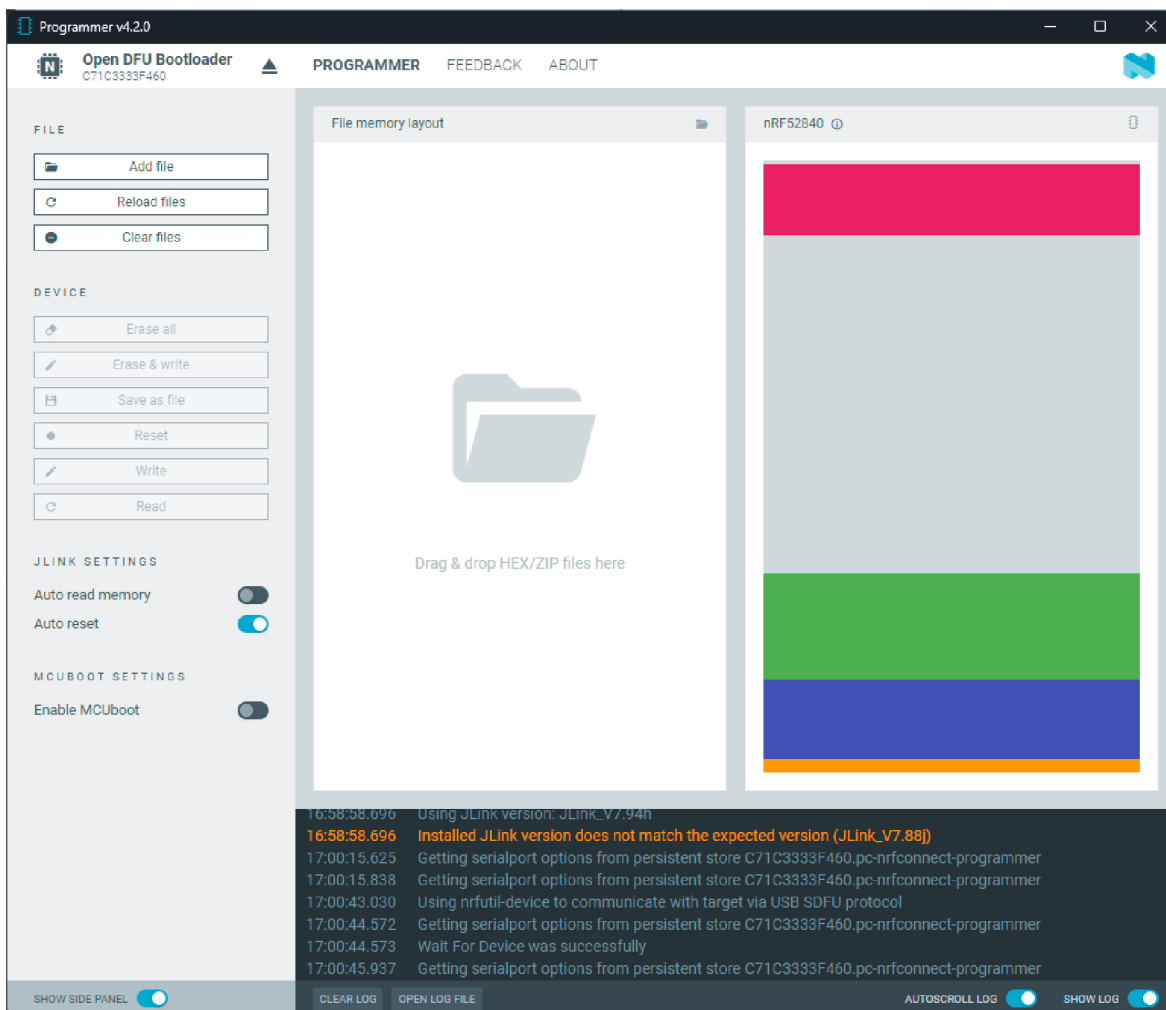 Programmer v4.2.0
Open DFU Bootloader
C71C3333F460
PROGRAMMER FEEDBACK ABOUT
FILE
Add file
Reload files
Clear files
DEVICE
Erase all
Erase & write
Save as file
Reset
Write
Read
JLINK SETTINGS
Auto read memory
Auto reset
MCUBOOT SETTINGS
Enable MCUboot
SHOW SIDE PANEL
File memory layout
Drag & drop HEX/ZIP files here
nRF52840
16:58:58.696 Using JLink version: JLink_V7.94h
16:58:58.696 Installed JLink version does not match the expected version (JLink_V7.88j)
17:00:15.625 Getting serialport options from persistent store C71C3333F460.pc-nrfconnect-programmer
17:00:15.838 Getting serialport options from persistent store C71C3333F460.pc-nrfconnect-programmer
17:00:43.030 Using nrfutil-device to communicate with target via USB SDFU protocol
17:00:44.572 Getting serialport options from persistent store C71C3333F460.pc-nrfconnect-programmer
17:00:44.573 Wait For Device was successfully
17:00:45.937 Getting serialport options from persistent store C71C3333F460.pc-nrfconnect-programmer
CLEAR LOG OPEN LOG FILE AUTOSCROLL LOG SHOW LOG